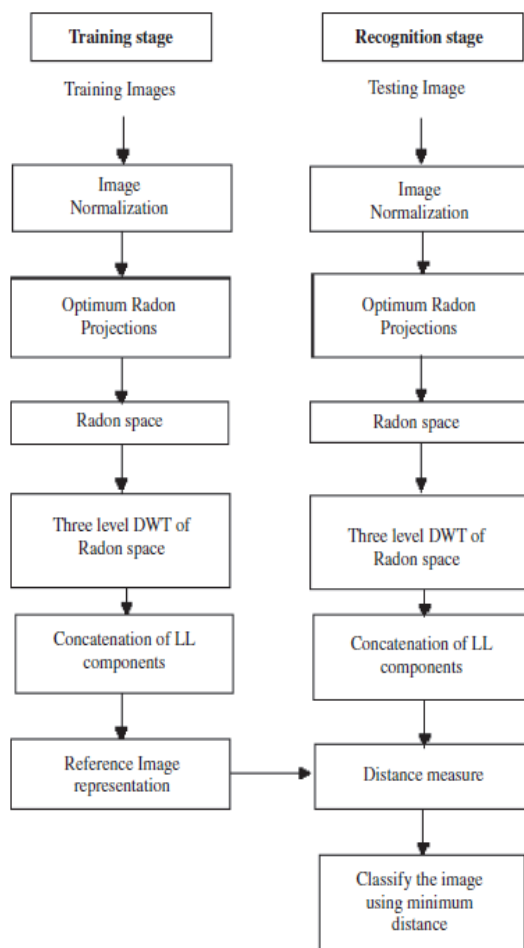 Training stage
Training Images
Image
Normalization
Optimum Radon
Projections
Radon space
Three level DWT of
Radon space
Concatenation of LL
components
Reference Image
representation
Recognition stage
Testing Image
Image
Normalization
Optimum Radon
Projections
Radon space
Three level DWT of
Radon space
Concatenation of LL
components
Distance measure
Classify the image
using minimum
distance